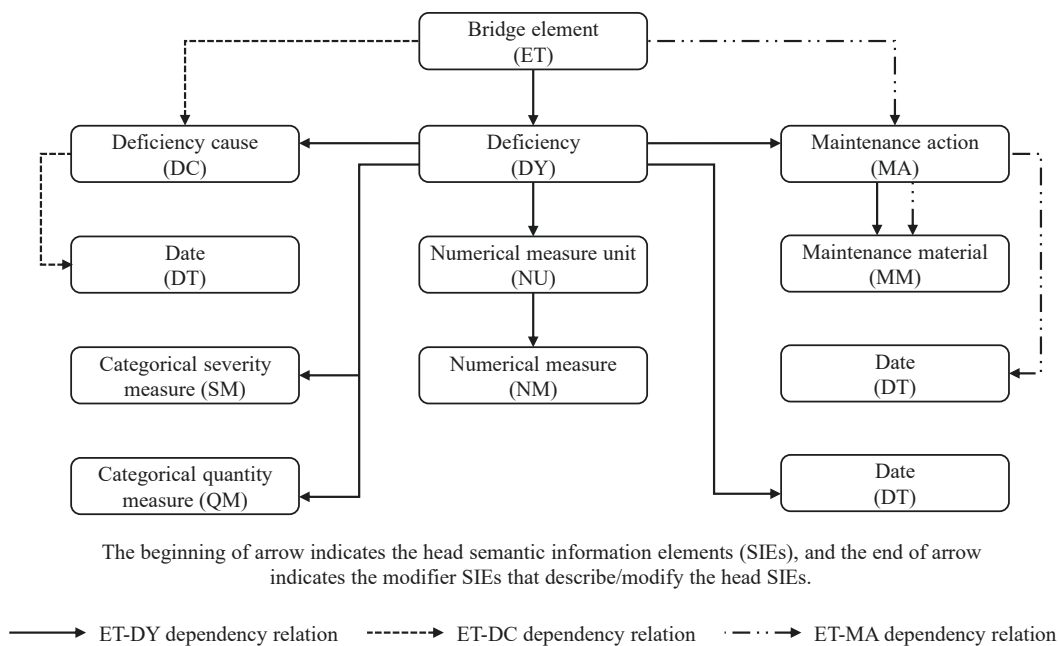 Bridge element
(ET)
Deficiency cause
(DC)
Deficiency
(DY)
Maintenance action
(MA)
Date
(DT)
Numerical measure unit
(NU)
Maintenance material
(MM)
Categorical severity
measure (SM)
Numerical measure
(NM)
Date
(DT)
Categorical quantity
measure (QM)
Date
(DT)
The beginning of arrow indicates the head semantic information elements (SIEs), and the end of arrow
indicates the modifier SIEs that describe/modify the head SIEs.
ET-DY dependency relation
ET-DC dependency relation
ET-MA dependency relation